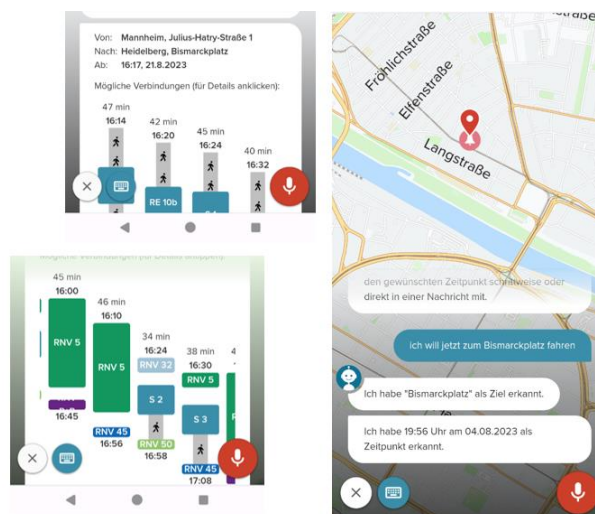 Von: Mannheim, Julius-Hatry-Straße 1
Nach: Heidelberg, Bismarckplatz
Ab: 16:17, 21.8.2023
Mögliche Verbindungen (für Details anklicken):
47 min
16:14
42 min
16:20
45 min
16:24
40 min
16:32
RE 10b
45 min
16:00
46 min
16:10
34 min
16:24
38 min
16:30
RNV 5
RNV 5
RNV 32
RNV 5
S 2
S 3
16:45
RNV 45
16:56
RNV 50
16:58
RNV 45
17:08
Fröhlichstraße
Elfenstraße
Langstraße
den gewünschten Zeitpunkt schrittweise oder
direkt in einer Nachricht mit.
ich will jetzt zum Bismarckplatz fahren
Ich habe "Bismarckplatz" als Ziel erkannt.
Ich habe 19:56 Uhr am 04.08.2023 als
Zeitpunkt erkannt.